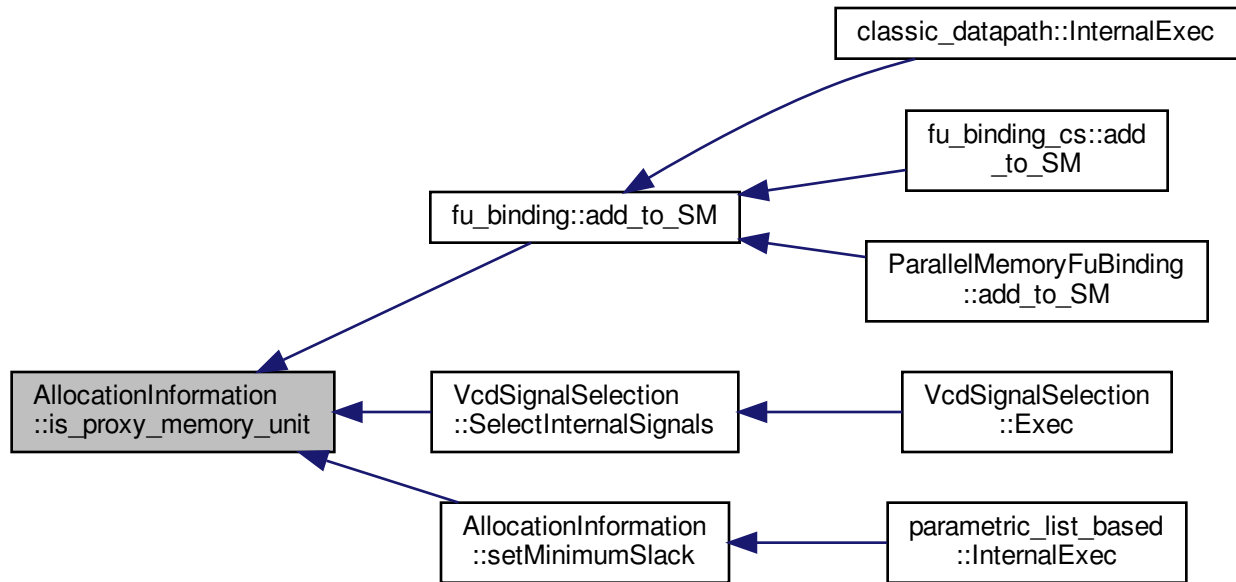 classic_datapath::InternalExec
fu_binding_cs::add
_to_SM
fu_binding::add_to_SM
ParallelMemoryFuBinding
::add_to_SM
AllocationInformation
::is_proxy_memory_unit
VcdSignalSelection
::SelectInternalSignals
VcdSignalSelection
::Exec
AllocationInformation
::setMinimumSlack
parametric_list_based
::InternalExec